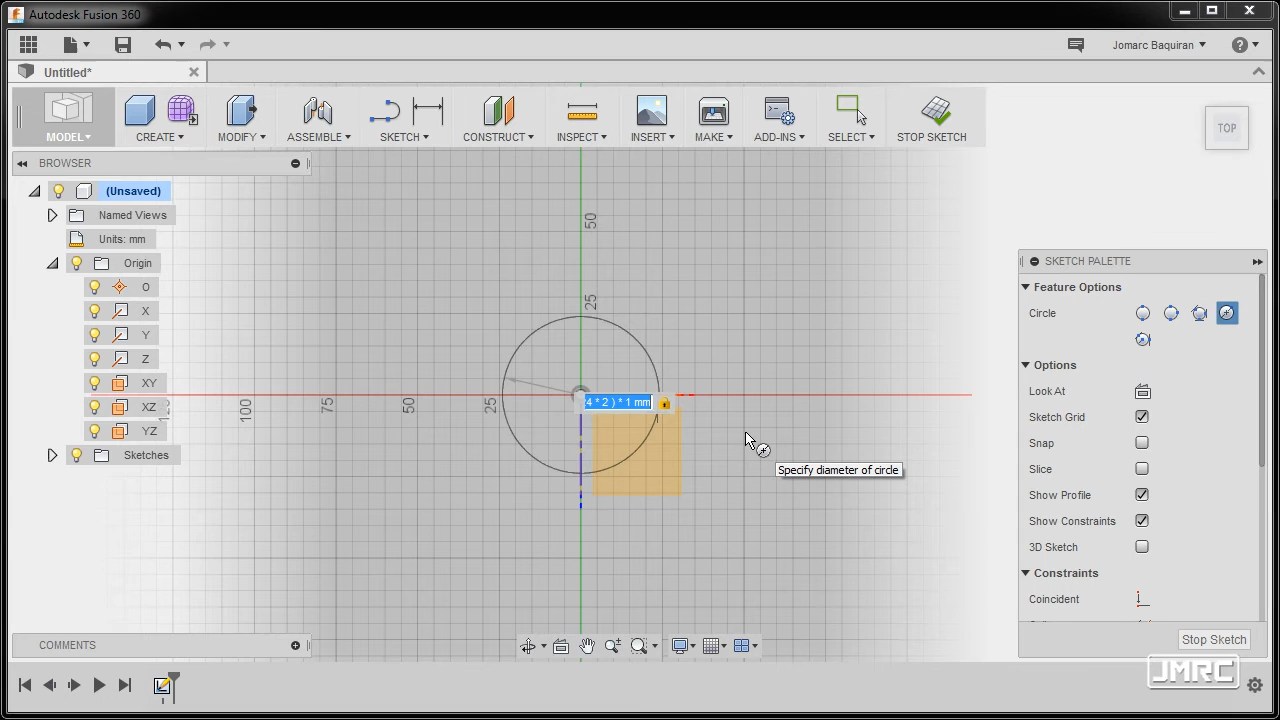 Autodesk Fusion 360
Jomarc Baquiran
Untitled*
MODEL
CREATE
MODIFY
ASSEMBLE
SKETCH
CONSTRUCT
INSPECT
INSERT
MAKE
ADD-INS
SELECT
STOP SKETCH
TOP
BROWSER
(Unsaved)
Named Views
Units: mm
Origin
O
X
Y
Z
XY
XZ
YZ
Sketches
50
25
100
75
50
25
4 * 2 ) * 1 mm
Specify diameter of circle
SKETCH PALETTE
Feature Options
Circle
Options
Look At
Sketch Grid
Snap
Slice
Show Profile
Show Constraints
3D Sketch
Constraints
Coincident
Stop Sketch
COMMENTS
JMRC